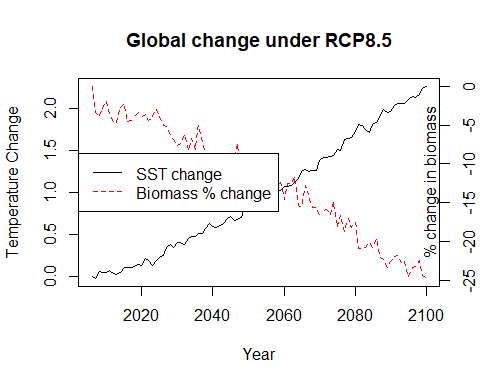 Global change under RCP8.5
Temperature Change
0.0 0.5 1.0 1.5 2.0
SST change
Biomass % change
% change in biomass
0 -5 -10 -15 -20 -25
2020 2040 2060 2080 2100
Year